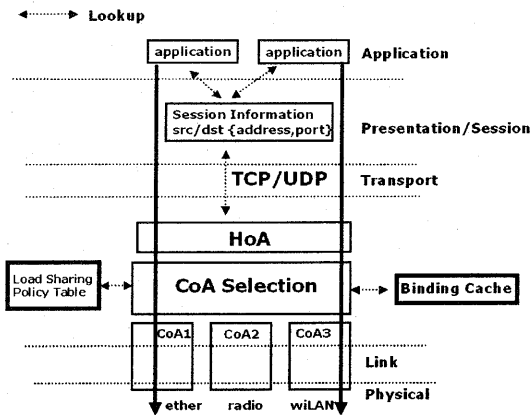 Lookup
application
application
Application
Session Information
src/dst {address,port}
Presentation/Session
TCP/UDP
Transport
HoA
Load Sharing
Policy Table
CoA Selection
Binding Cache
CoA1
CoA2
CoA3
Link
Physical
ether
radio
wiLAN